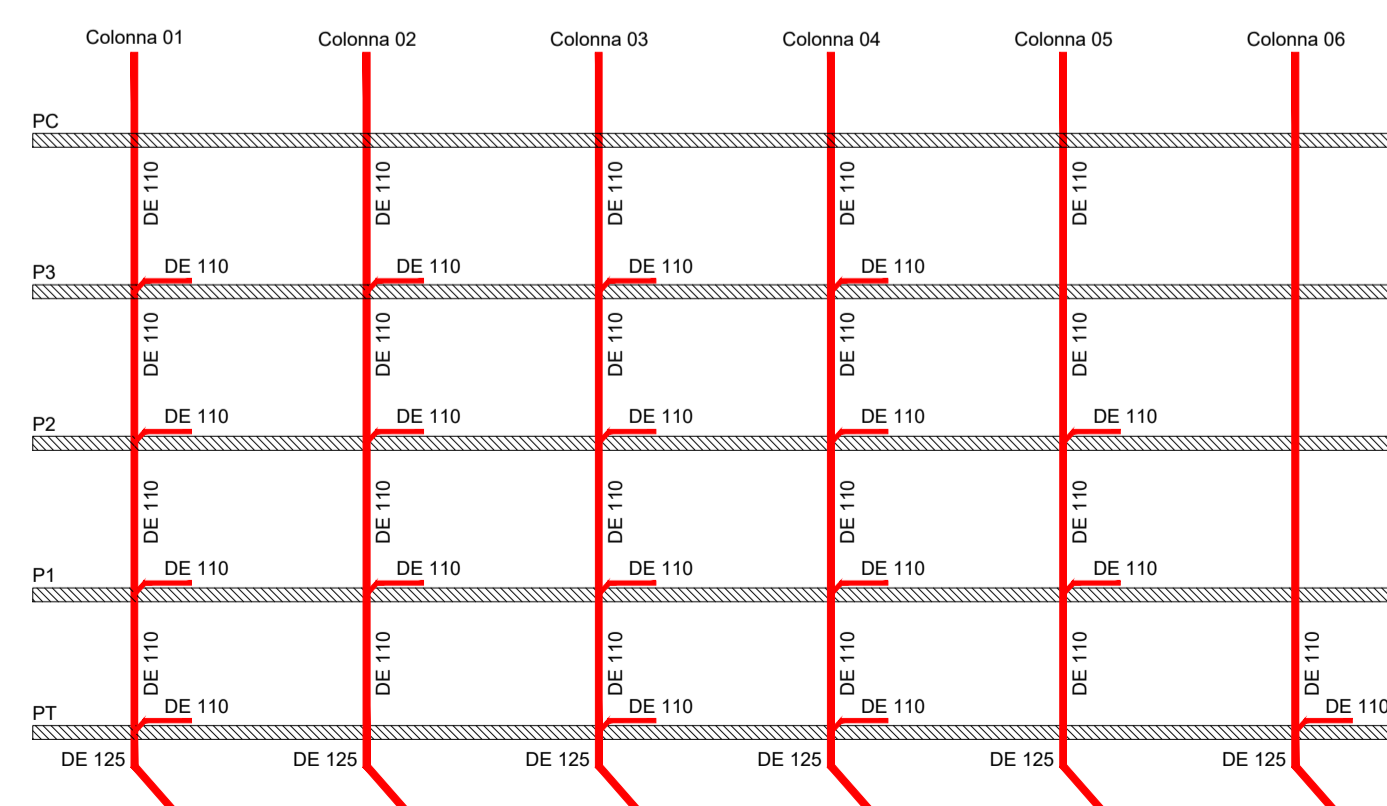 Colonna 01 Colonna 02 Colonna 03 Colonna 04 Colonna 05 Colonna 06
PC
DE 110 DE 110 DE 110 DE 110 DE 110
P3 DE 110 DE 110 DE 110 DE 110
DE 110 DE 110 DE 110 DE 110 DE 110
P2 DE 110 DE 110 DE 110 DE 110 DE 110
DE 110 DE 110 DE 110 DE 110 DE 110
P1 DE 110 DE 110 DE 110 DE 110 DE 110
DE 110 DE 110 DE 110 DE 110 DE 110 DE 110
PT DE 110 DE 110 DE 110 DE 110
DE 125 DE 125 DE 125 DE 125 DE 125 DE 125